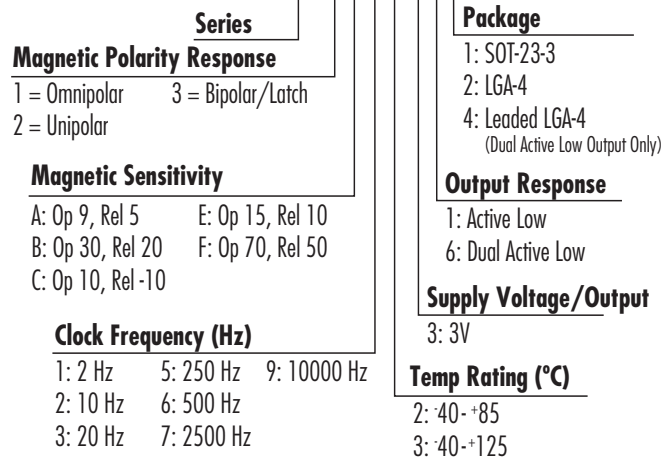 Series
Magnetic Polarity Response
1 = Omnipolar 3 = Bipolar/Latch
2 = Unipolar
Magnetic Sensitivity
A: Op 9, Rel 5 E: Op 15, Rel 10
B: Op 30, Rel 20 F: Op 70, Rel 50
C: Op 10, Rel -10
Clock Frequency (Hz)
1: 2 Hz 5: 250 Hz 9: 10000 Hz
2: 10 Hz 6: 500 Hz
3: 20 Hz 7: 2500 Hz
Package
1: SOT-23-3
2: LGA-4
4: Leaded LGA-4
(Dual Active Low Output Only)
Output Response
1: Active Low
6: Dual Active Low
Supply Voltage/Output
3: 3V
Temp Rating (ºC)
2: -40- +85
3: -40-+125